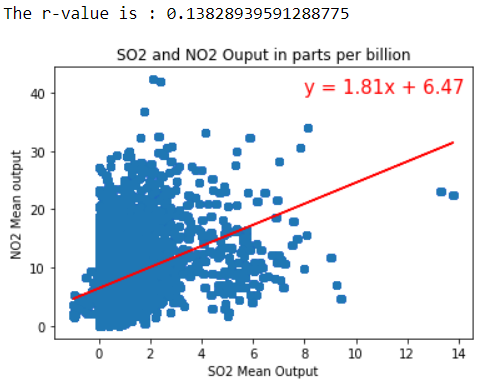 The r-value is : 0.13828939591288775
SO2 and NO2 Ouput in parts per billion
y = 1.81x + 6.47
40
30
20
10
0
NO2 Mean output
0 2 4 6 8 10 12 14
SO2 Mean Output